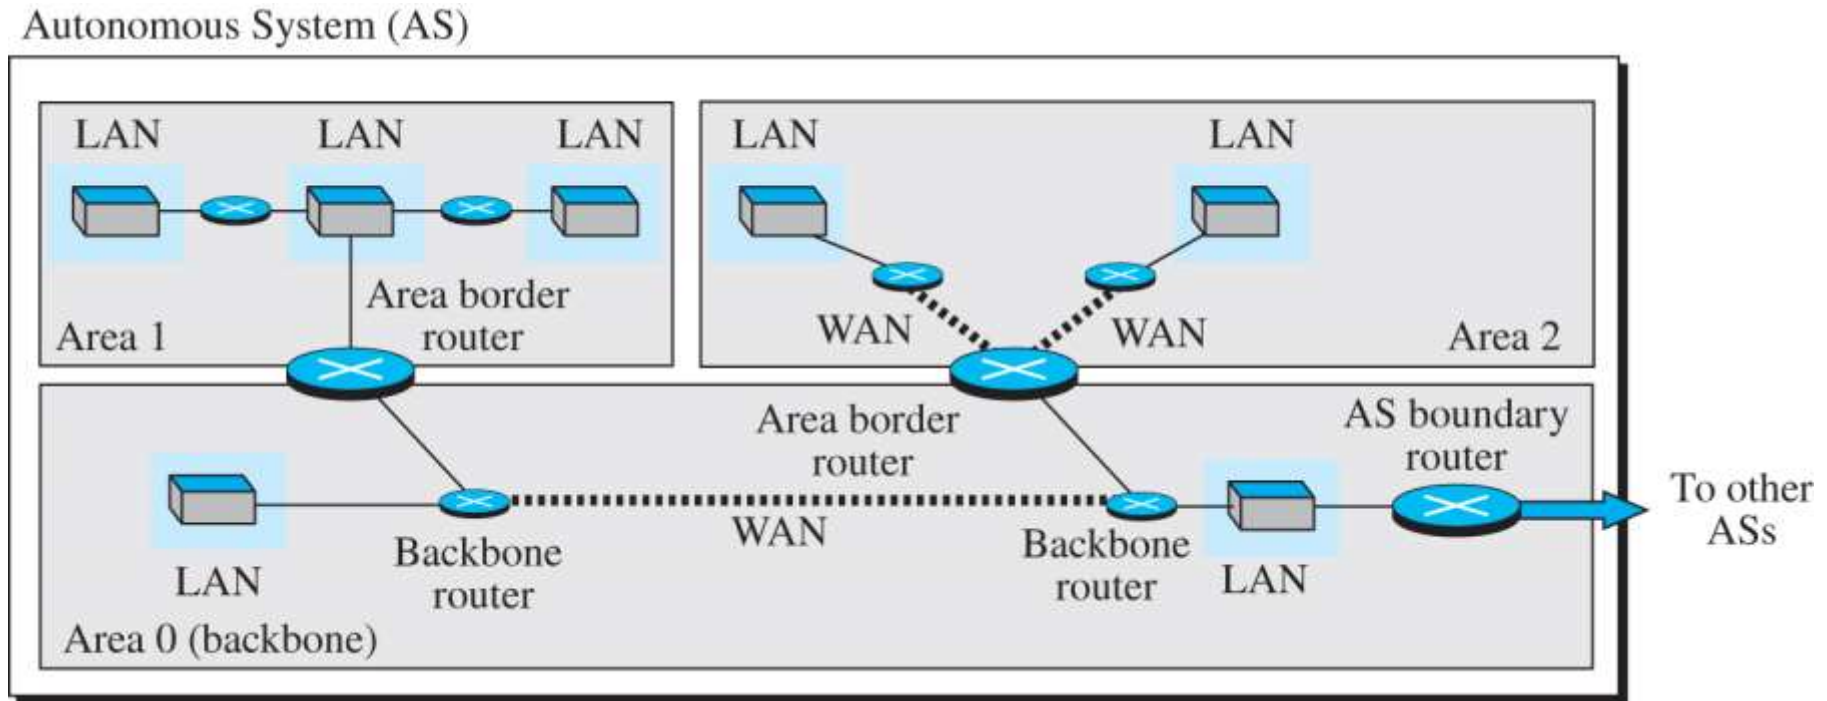 Autonomous System (AS)
LAN
LAN
LAN
Area border
router
Area 1
LAN
LAN
WAN
WAN
Area 2
Area border
router
AS boundary
router
LAN
Backbone
router
WAN
Backbone
router
LAN
To other
ASs
Area 0 (backbone)